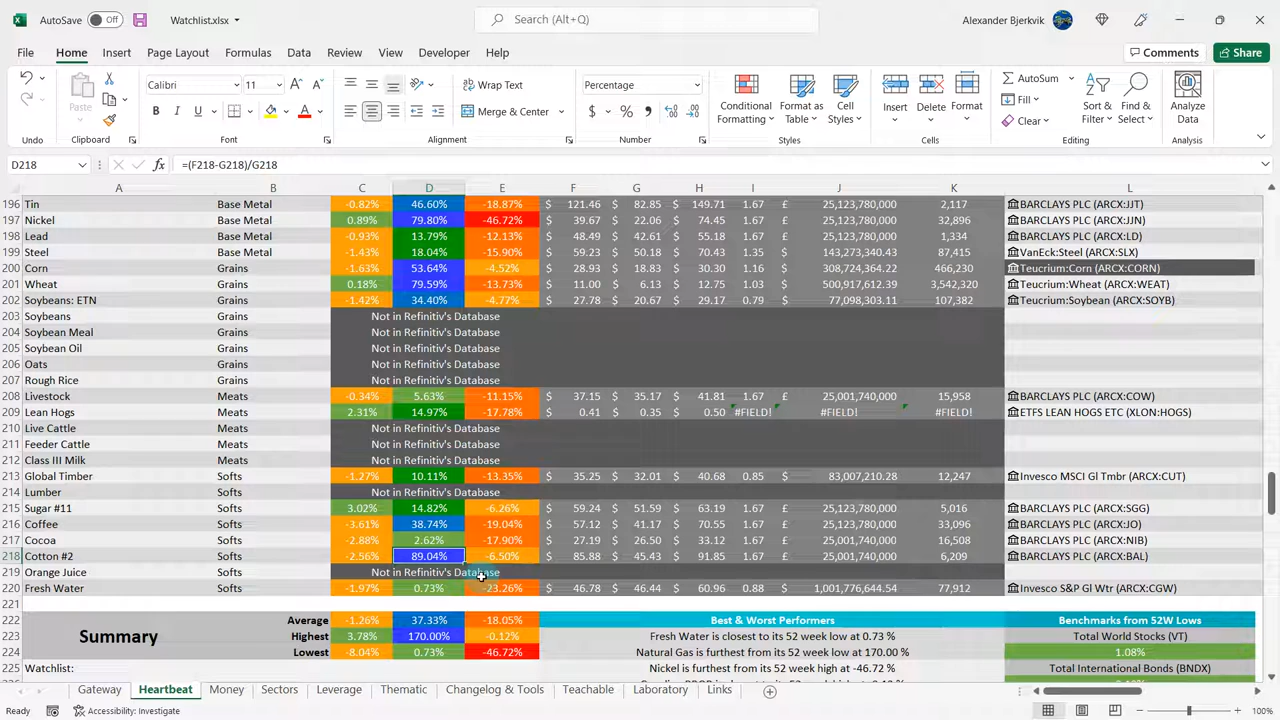 AutoSave Off Watchlist.xlsx Search (Alt+Q) Alexander Bjerkvik
File Home Insert Page Layout Formulas Data Review View Developer Help Comments Share
Paste Calibri 11 Wrap Text Percentage Conditional Formatting Format as Table Cell Styles Insert Delete Format AutoSum Sort & Filter Find & Select Analyze Data
B I U Merge & Center $ % Fill
Clear
Undo Clipboard Font Alignment Number Styles Cells Editing Analysis
D218 fx =(F218-G218)/G218
A B C D E F G H I J K L
196 Tin Base Metal -0.82% 46.60% -18.87% $ 121.46 $ 82.85 $ 149.71 1.67 £ 25,123,780,000 2,117 BARCLAYS PLC (ARCX:JJT)
197 Nickel Base Metal 0.89% 79.80% -46.72% $ 39.67 $ 22.06 $ 74.45 1.67 £ 25,123,780,000 32,896 BARCLAYS PLC (ARCX:JJN)
198 Lead Base Metal -0.93% 13.79% -12.13% $ 48.49 $ 42.61 $ 55.18 1.67 £ 25,123,780,000 1,334 BARCLAYS PLC (ARCX:LD)
199 Steel Base Metal -1.43% 18.04% -15.90% $ 59.23 $ 50.18 $ 70.43 1.35 $ 143,273,340.43 87,415 VanEck:Steel (ARCX:SLX)
200 Corn Grains -1.63% 53.64% -4.52% $ 28.93 $ 18.83 $ 30.30 1.16 $ 308,724,364.22 466,230 Teucrium:Corn (ARCX:CORN)
201 Wheat Grains 0.18% 79.59% -13.73% $ 11.00 $ 6.13 $ 12.75 1.03 $ 500,917,612.39 3,542,320 Teucrium:Wheat (ARCX:WEAT)
202 Soybeans: ETN Grains -1.42% 34.40% -4.77% $ 27.78 $ 20.67 $ 29.17 0.79 $ 77,098,303.11 107,382 Teucrium:Soybean (ARCX:SOYB)
203 Soybeans Grains Not in Refinitiv's Database
204 Soybean Meal Grains Not in Refinitiv's Database
205 Soybean Oil Grains Not in Refinitiv's Database
206 Oats Grains Not in Refinitiv's Database
207 Rough Rice Grains Not in Refinitiv's Database
208 Livestock Meats -0.34% 5.63% -11.15% $ 37.15 $ 35.17 $ 41.81 1.67 £ 25,001,740,000 15,958 BARCLAYS PLC (ARCX:COW)
209 Lean Hogs Meats 2.31% 14.97% -17.78% $ 0.41 $ 0.35 $ 0.50 #FIELD! #FIELD! #FIELD! ETFS LEAN HOGS ETC (XLON:HOGS)
210 Live Cattle Meats Not in Refinitiv's Database
211 Feeder Cattle Meats Not in Refinitiv's Database
212 Class III Milk Meats Not in Refinitiv's Database
213 Global Timber Softs -1.27% 10.11% -13.35% $ 35.25 $ 32.01 $ 40.68 0.85 $ 83,007,210.28 12,247 Invesco MSCI Gl Tmbr (ARCX:CUT)
214 Lumber Softs Not in Refinitiv's Database
215 Sugar #11 Softs 3.02% 14.82% -6.26% $ 59.24 $ 51.59 $ 63.19 1.67 £ 25,123,780,000 5,016 BARCLAYS PLC (ARCX:SGG)
216 Coffee Softs -3.61% 38.74% -19.04% $ 57.12 $ 41.17 $ 70.55 1.67 £ 25,123,780,000 33,096 BARCLAYS PLC (ARCX:JO)
217 Cocoa Softs -2.88% 2.62% -17.90% $ 27.19 $ 26.50 $ 33.12 1.67 £ 25,001,740,000 16,508 BARCLAYS PLC (ARCX:NIB)
218 Cotton #2 Softs -2.56% 89.04% -6.50% $ 85.88 $ 45.43 $ 91.85 1.67 £ 25,001,740,000 6,209 BARCLAYS PLC (ARCX:BAL)
219 Orange Juice Softs Not in Refinitiv's Database
220 Fresh Water Softs -1.97% 0.73% -23.26% $ 46.78 $ 46.44 $ 60.96 0.88 $ 1,001,776,644.54 77,912 Invesco S&P Gl Wtr (ARCX:CGW)
221
222 Average -1.26% 37.33% -18.05% Best & Worst Performers Benchmarks from 52W Lows
223 Summary Highest 3.78% 170.00% -0.12% Fresh Water is closest to its 52 week low at 0.73 % Total World Stocks (VT)
224 Lowest -8.04% 0.73% -46.72% Natural Gas is furthest from its 52 week low at 170.00 % 1.08%
225 Watchlist: Nickel is furthest from its 52 week high at -46.72 % Total International Bonds (BNDX)
Gateway Heartbeat Money Sectors Leverage Thematic Changelog & Tools Teachable Laboratory Links
Ready Accessibility: Investigate 100%